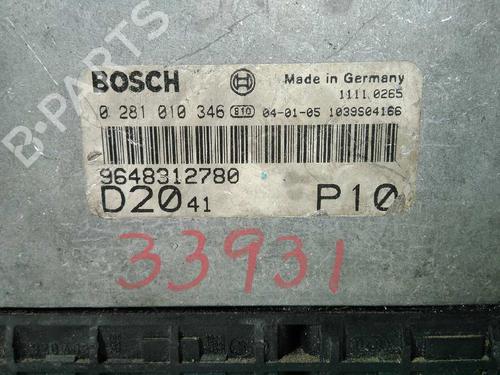 BOSCH
Made in Germany
1111.0265
0 281 010 346 S10 04-01-05 1039S04166
9648312780
D20 41 P10
33931
B-PARTS